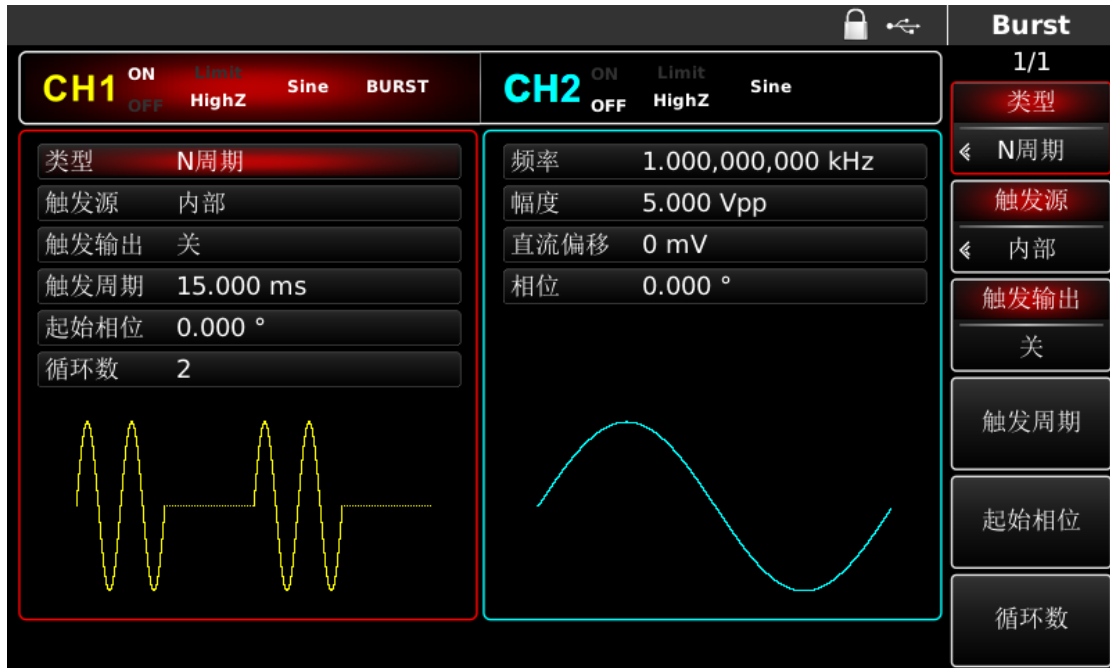 Burst
1/1
CH1 ON OFF Limit HighZ Sine BURST
CH2 ON OFF Limit HighZ Sine
类型 N周期
触发源 内部
触发输出 关
触发周期 15.000 ms
起始相位 0.000 °
循环数 2
频率 1.000,000,000 kHz
幅度 5.000 Vpp
直流偏移 0 mV
相位 0.000 °
类型
N周期
触发源
内部
触发输出
关
触发周期
起始相位
循环数